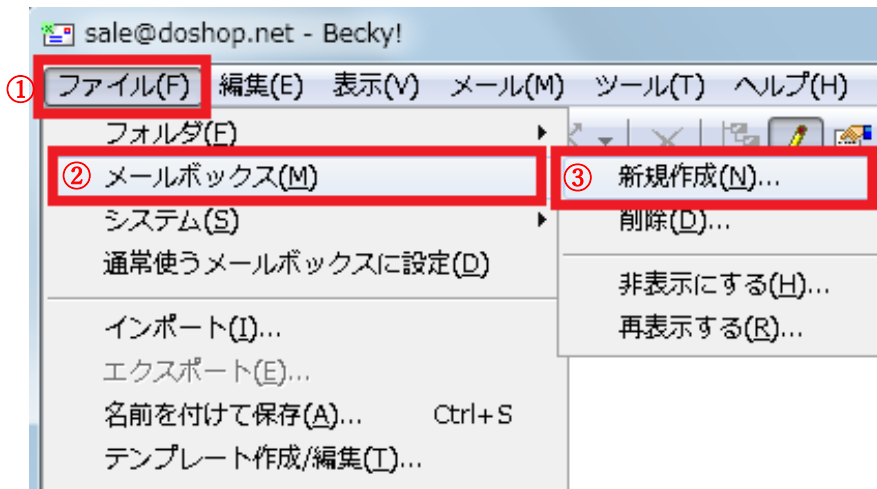 sale@doshop.net - Becky!
① ファイル(F) 編集(E) 表示(V) メール(M) ツール(T) ヘルプ(H)
フォルダ(F)
② メールボックス(M)
③ 新規作成(N)...
システム(S)
削除(D)...
通常使うメールボックスに設定(D)
非表示にする(H)...
インポート(I)...
再表示する(R)...
エクスポート(E)...
名前を付けて保存(A)... Ctrl+S
テンプレート作成/編集(T)...